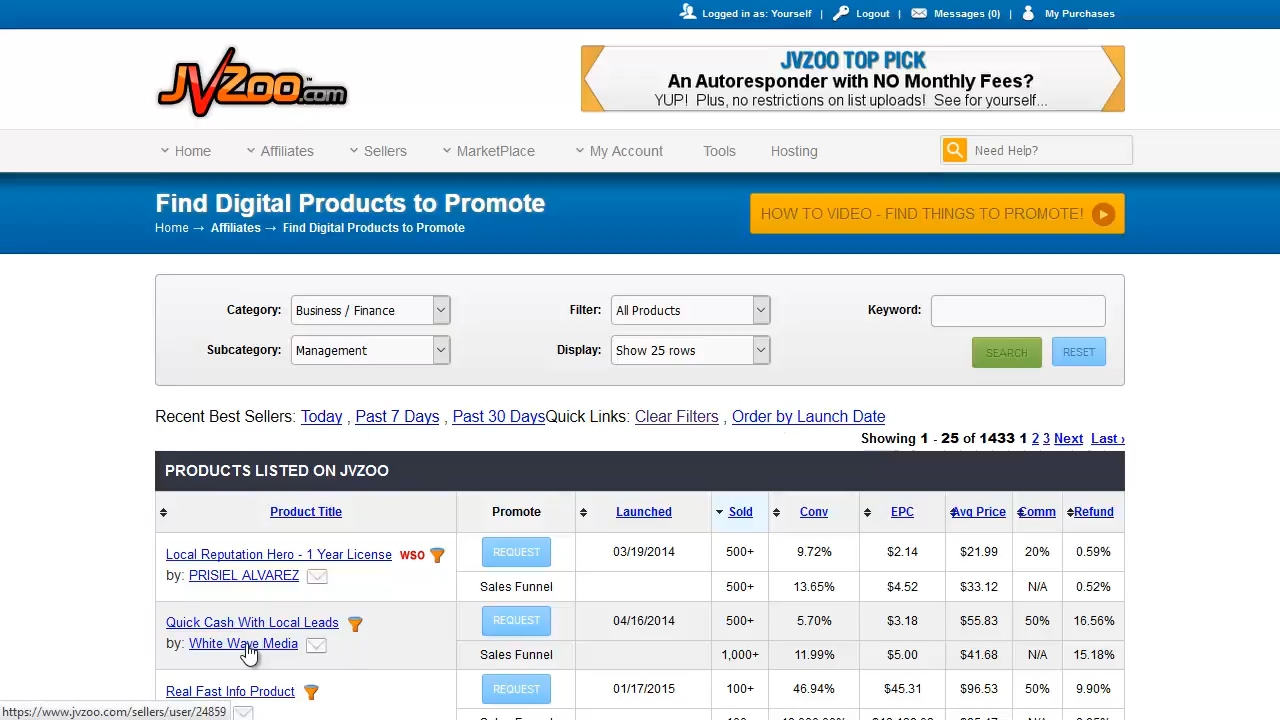 Logged in as: Yourself | Logout | Messages (0) | My Purchases
JVZoo.com™
JVZOO TOP PICK
An Autoresponder with NO Monthly Fees?
YUP! Plus, no restrictions on list uploads! See for yourself...
Home Affiliates Sellers MarketPlace My Account Tools Hosting Need Help?
Find Digital Products to Promote
Home → Affiliates → Find Digital Products to Promote
HOW TO VIDEO - FIND THINGS TO PROMOTE!
Category: Business / Finance Filter: All Products Keyword:
Subcategory: Management Display: Show 25 rows SEARCH RESET
Recent Best Sellers: Today , Past 7 Days , Past 30 DaysQuick Links: Clear Filters , Order by Launch Date
Showing 1 - 25 of 1433 1 2 3 Next Last ›
PRODUCTS LISTED ON JVZOO
Product Title Promote Launched Sold Conv EPC Avg Price Comm Refund
Local Reputation Hero - 1 Year License WSO REQUEST 03/19/2014 500+ 9.72% $2.14 $21.99 20% 0.59%
by: PRISIEL ALVAREZ Sales Funnel 500+ 13.65% $4.52 $33.12 N/A 0.52%
Quick Cash With Local Leads REQUEST 04/16/2014 500+ 5.70% $3.18 $55.83 50% 16.56%
by: White Wave Media Sales Funnel 1,000+ 11.99% $5.00 $41.68 N/A 15.18%
Real Fast Info Product REQUEST 01/17/2015 100+ 46.94% $45.31 $96.53 50% 9.90%
https://www.jvzoo.com/sellers/user/24859